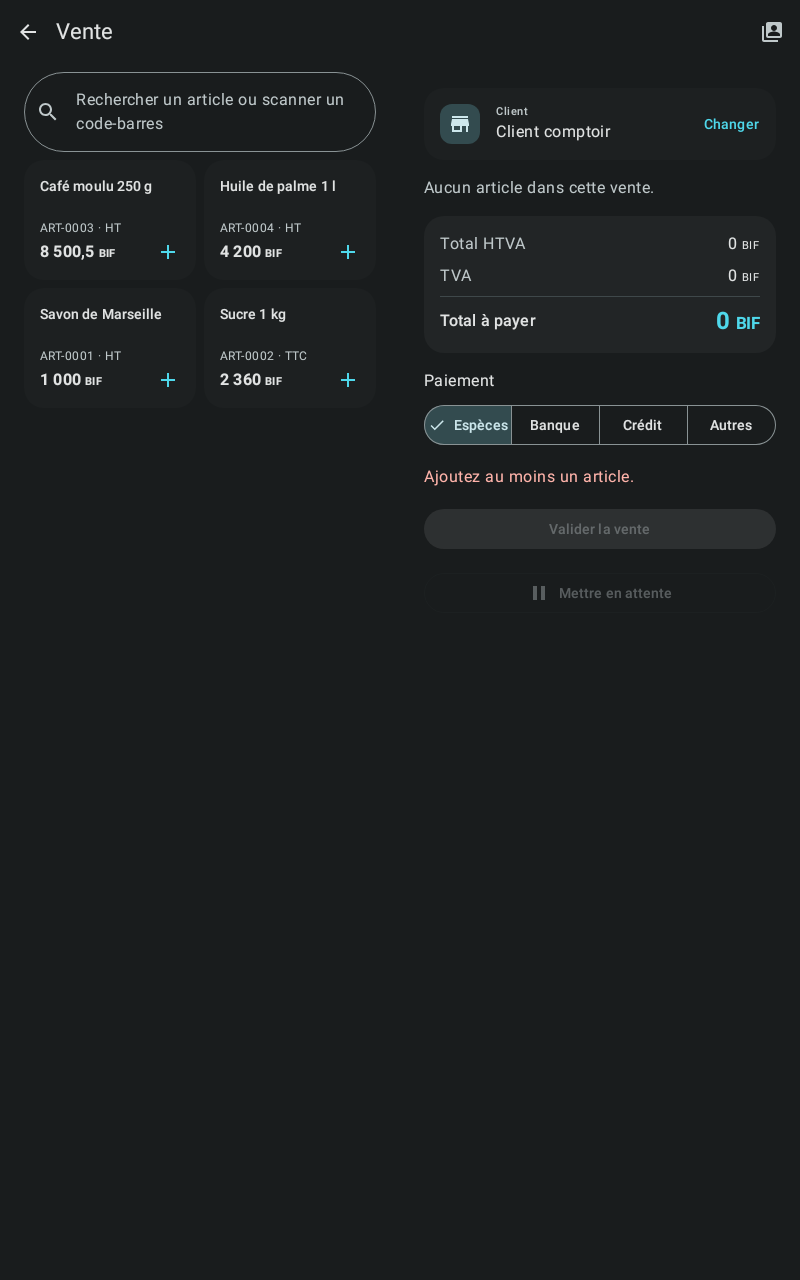 Vente
Rechercher un article ou scanner un
code-barres
Café moulu 250 g
ART-0003 · HT
8 500,5 BIF
Huile de palme 1 l
ART-0004 · HT
4 200 BIF
Savon de Marseille
ART-0001 · HT
1 000 BIF
Sucre 1 kg
ART-0002 · TTC
2 360 BIF
Client
Client comptoir
Changer
Aucun article dans cette vente.
Total HTVA 0 BIF
TVA 0 BIF
Total à payer 0 BIF
Paiement
Espèces Banque Crédit Autres
Ajoutez au moins un article.
Valider la vente
Mettre en attente